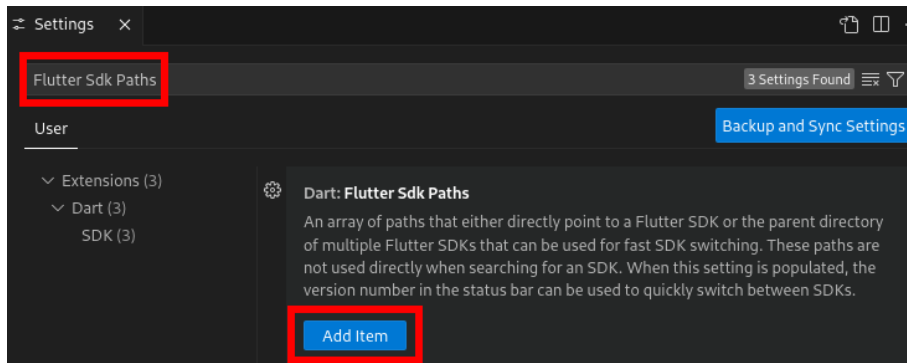 Settings
Flutter Sdk Paths
3 Settings Found
User
Backup and Sync Settings
Extensions (3)
Dart (3)
SDK (3)
Dart: Flutter Sdk Paths
An array of paths that either directly point to a Flutter SDK or the parent directory
of multiple Flutter SDKs that can be used for fast SDK switching. These paths are
not used directly when searching for an SDK. When this setting is populated, the
version number in the status bar can be used to quickly switch between SDKs.
Add Item